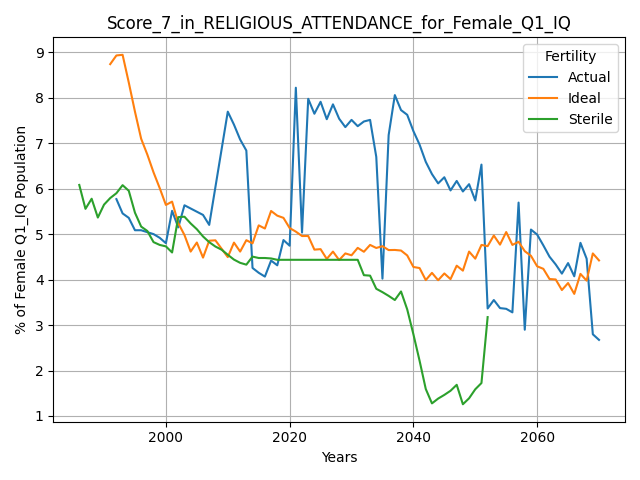 Score_7_in_RELIGIOUS_ATTENDANCE_for_Female_Q1_IQ
% of Female Q1_IQ Population
9
8
7
6
5
4
3
2
1
Fertility
Actual
Ideal
Sterile
2000
2020
2040
2060
Years